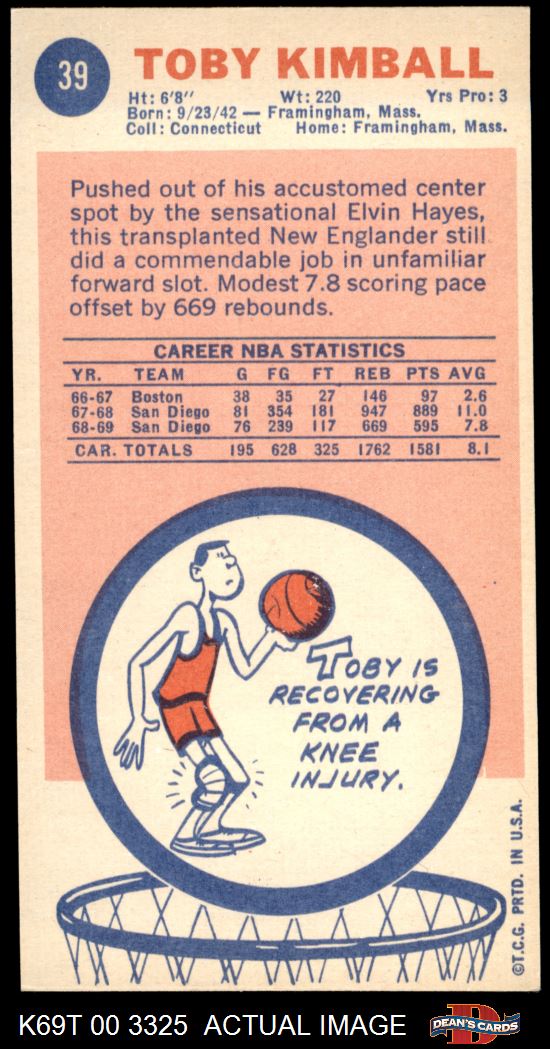 39
TOBY KIMBALL
Ht: 6'8" Wt: 220 Yrs Pro: 3
Born: 9/23/42 — Framingham, Mass.
Coll: Connecticut Home: Framingham, Mass.
Pushed out of his accustomed center
spot by the sensational Elvin Hayes,
this transplanted New Englander still
did a commendable job in unfamiliar
forward slot. Modest 7.8 scoring pace
offset by 669 rebounds.
CAREER NBA STATISTICS
YR. TEAM G FG FT REB PTS AVG
66-67 Boston 38 35 27 146 97 2.6
67-68 San Diego 81 354 181 947 889 11.0
68-69 San Diego 76 239 117 669 595 7.8
CAR. TOTALS 195 628 325 1762 1581 8.1
TOBY IS
RECOVERING
FROM A
KNEE
INJURY.
©T.C.G. PRTD. IN U.S.A.
K69T 00 3325 ACTUAL IMAGE
D
DEAN'S CARDS